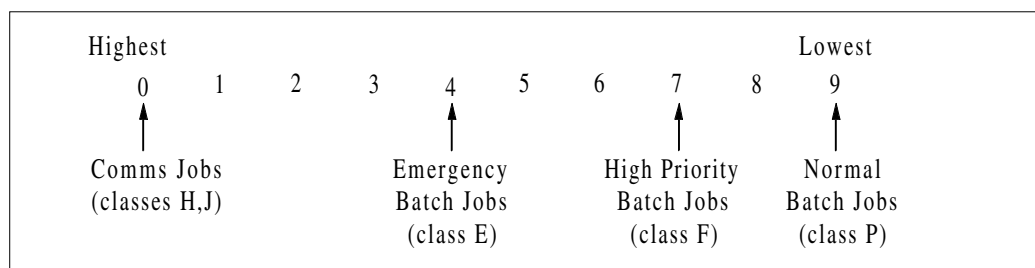 Highest Lowest
0 1 2 3 4 5 6 7 8 9
Comms Jobs Emergency High Priority Normal
(classes H,J) Batch Jobs Batch Jobs Batch Jobs
(class E) (class F) (class P)